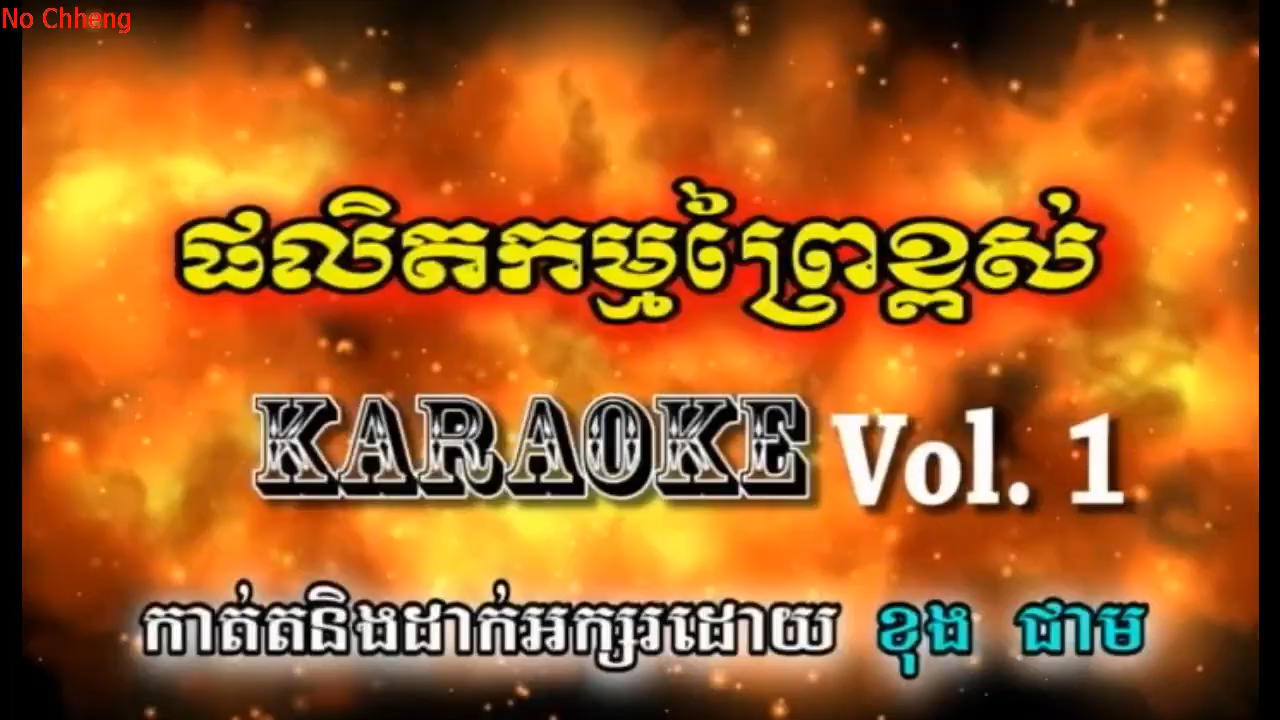 No Chheng
ផលិតកម្មព្រៃខ្ពស់
KARAOKE Vol. 1
កាត់តនិងដាក់អក្សរដោយ ខុង ជាម